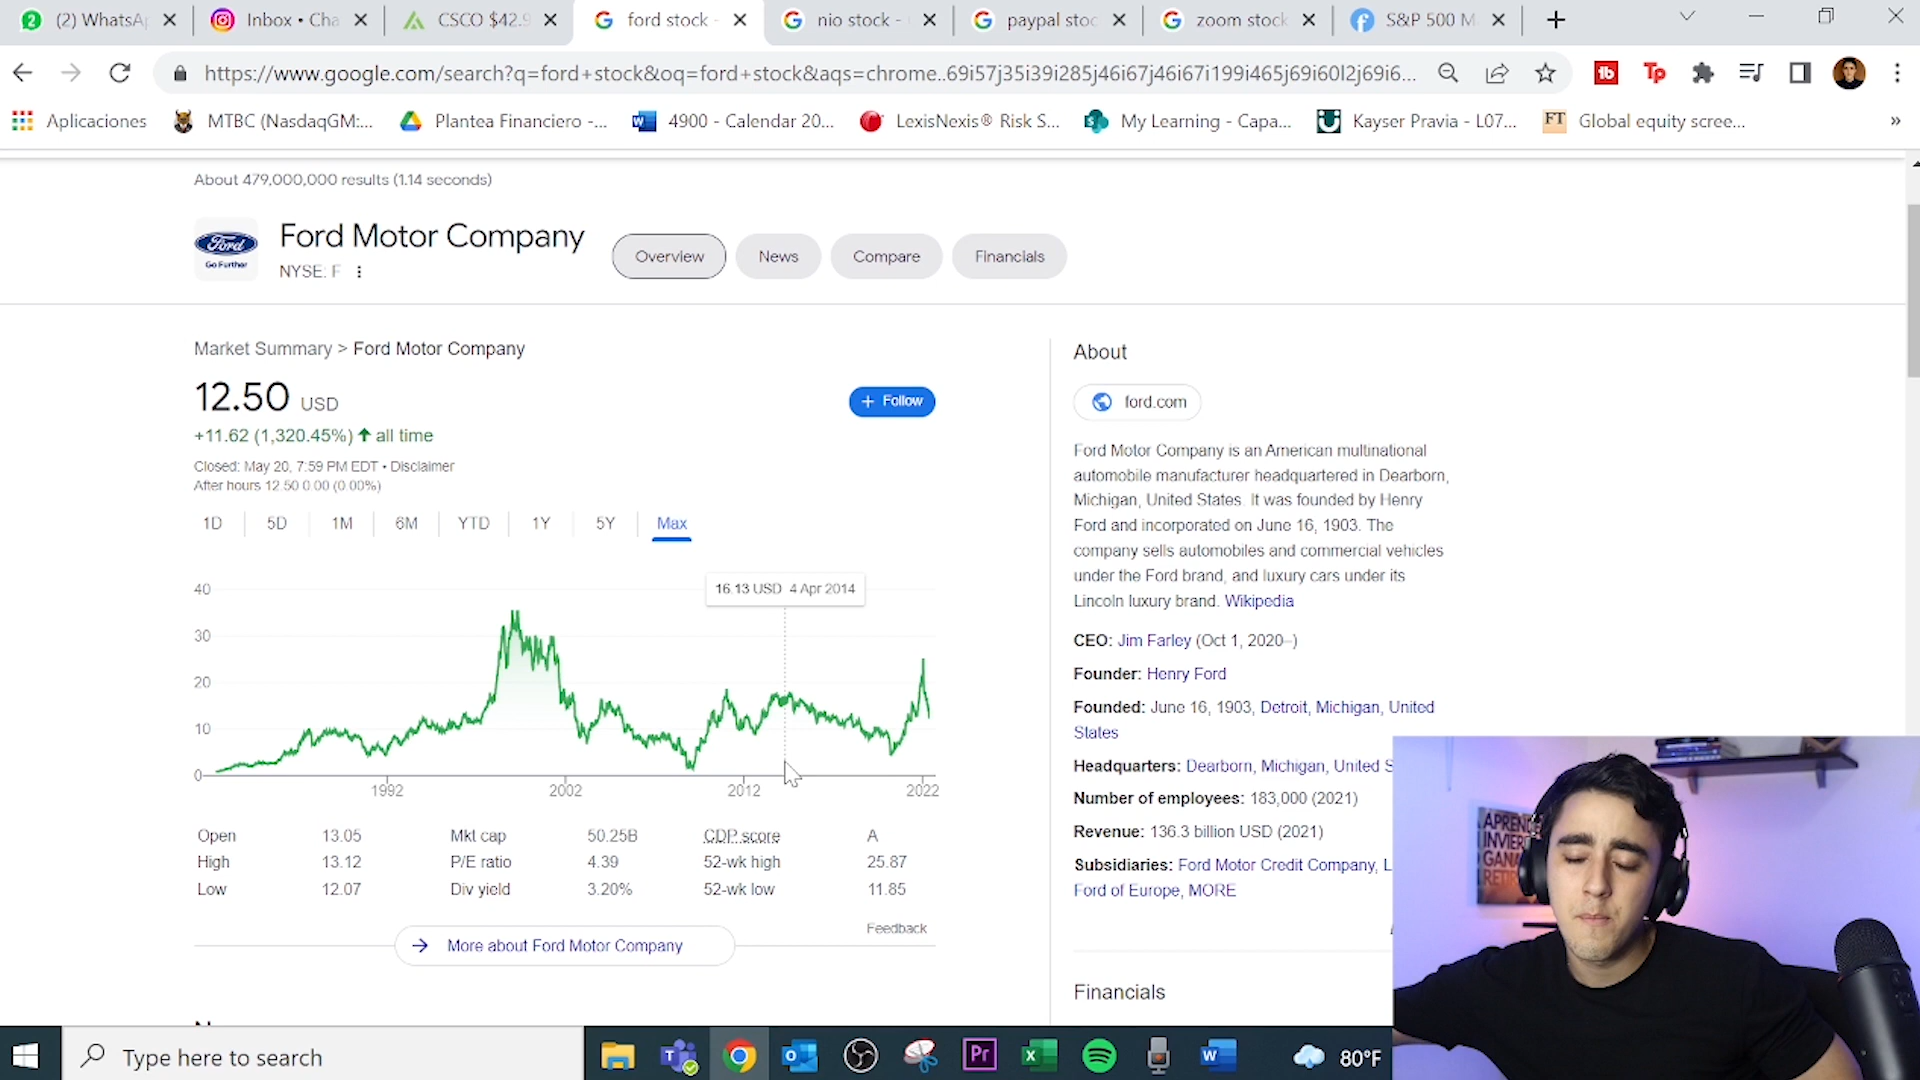 (2) WhatsAp
Inbox • Cha
CSCO $42.9
ford stock -
nio stock -
paypal stoc
zoom stock
S&P 500 M
https://www.google.com/search?q=ford+stock&oq=ford+stock&aqs=chrome..69i57j35i39i285j46i67j46i67i199i465j69i60l2j69i6...
Aplicaciones
MTBC (NasdaqGM:...
Plantea Financiero -...
4900 - Calendar 20...
LexisNexis® Risk S...
My Learning - Capa...
Kayser Pravia - L07...
FT Global equity scree...
»
About 479,000,000 results (1.14 seconds)
Ford
Go Further
Ford Motor Company
NYSE: F
Overview
News
Compare
Financials
Market Summary > Ford Motor Company
12.50 USD
+ Follow
+11.62 (1,320.45%) ↑ all time
Closed: May 20, 7:59 PM EDT • Disclaimer
After hours 12.50 0.00 (0.00%)
1D 5D 1M 6M YTD 1Y 5Y Max
16.13 USD 4 Apr 2014
40
30
20
10
0
1992 2002 2012 2022
Open 13.05 Mkt cap 50.25B CDP score A
High 13.12 P/E ratio 4.39 52-wk high 25.87
Low 12.07 Div yield 3.20% 52-wk low 11.85
Feedback
→ More about Ford Motor Company
About
ford.com
Ford Motor Company is an American multinational
automobile manufacturer headquartered in Dearborn,
Michigan, United States. It was founded by Henry
Ford and incorporated on June 16, 1903. The
company sells automobiles and commercial vehicles
under the Ford brand, and luxury cars under its
Lincoln luxury brand. Wikipedia
CEO: Jim Farley (Oct 1, 2020–)
Founder: Henry Ford
Founded: June 16, 1903, Detroit, Michigan, United
States
Headquarters: Dearborn, Michigan, United S
Number of employees: 183,000 (2021)
Revenue: 136.3 billion USD (2021)
Subsidiaries: Ford Motor Credit Company, L
Ford of Europe, MORE
Financials
APREND
INVIER
GANA
RETIR
Type here to search
80°F